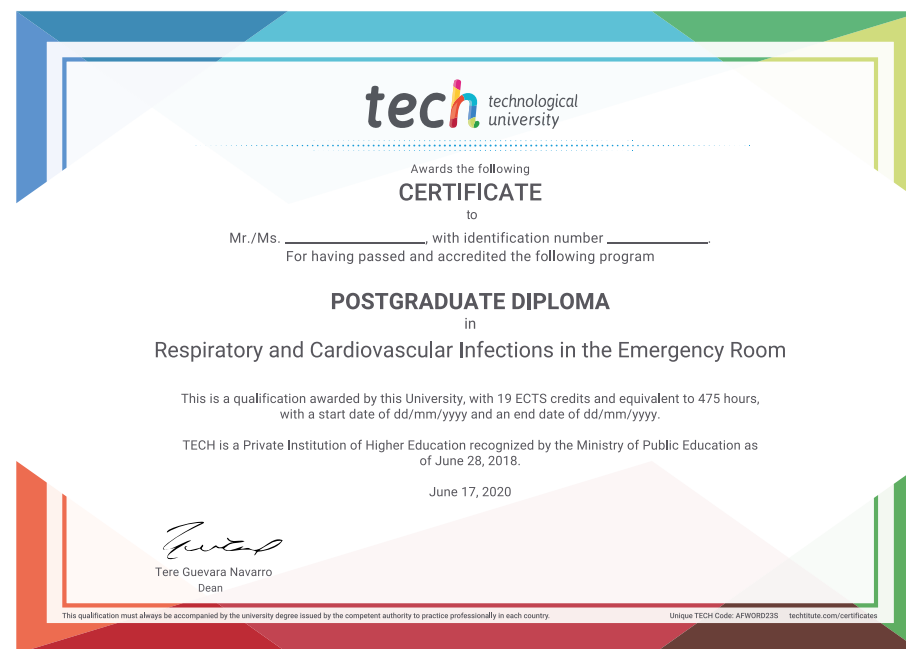 tech technological
university
Awards the following
CERTIFICATE
to
Mr./Ms. ____________________, with identification number ______________.
For having passed and accredited the following program
POSTGRADUATE DIPLOMA
in
Respiratory and Cardiovascular Infections in the Emergency Room
This is a qualification awarded by this University, with 19 ECTS credits and equivalent to 475 hours,
with a start date of dd/mm/yyyy and an end date of dd/mm/yyyy.
TECH is a Private Institution of Higher Education recognized by the Ministry of Public Education as
of June 28, 2018.
June 17, 2020
Tere Guevara Navarro
Dean
This qualification must always be accompanied by the university degree issued by the competent authority to practice professionally in each country.
Unique TECH Code: AFWORD23S techtitute.com/certificates